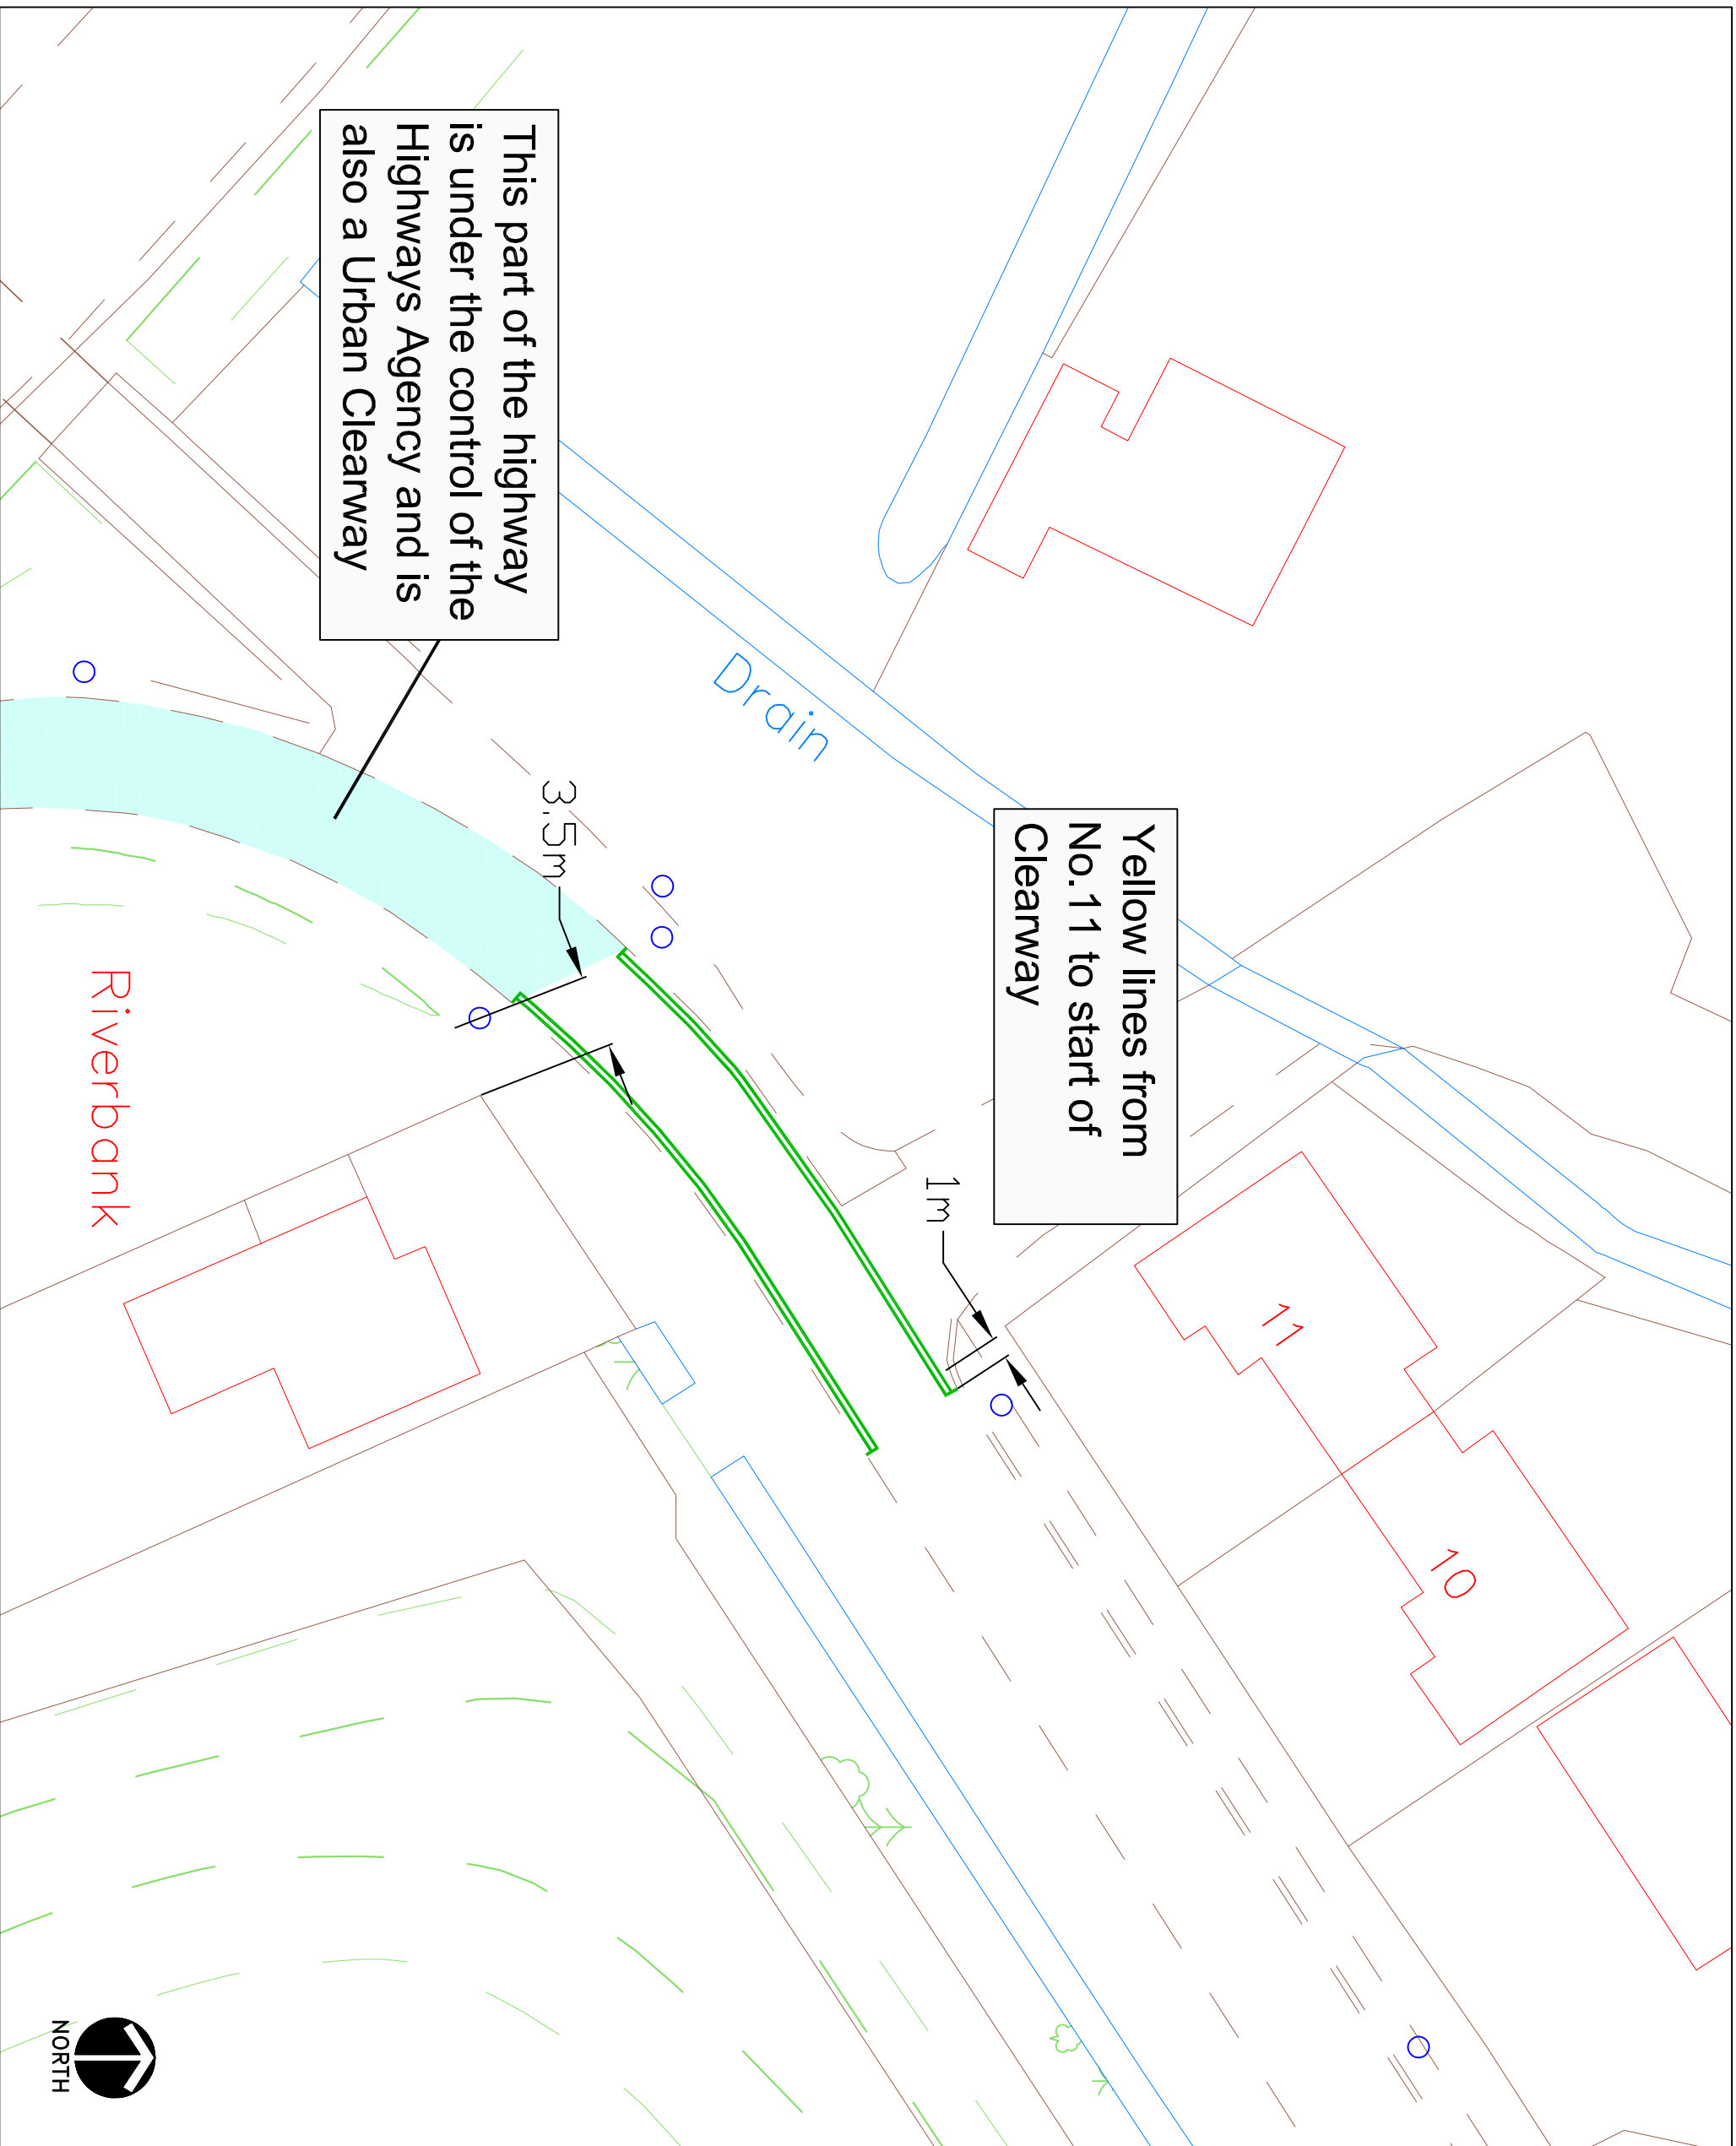 This part of the highway
is under the control of the
Highways Agency and is
also a Urban Clearway
Drain
Yellow lines from
No.11 to start of
Clearway
3.5m
1m
11
10
Riverbank
NORTH